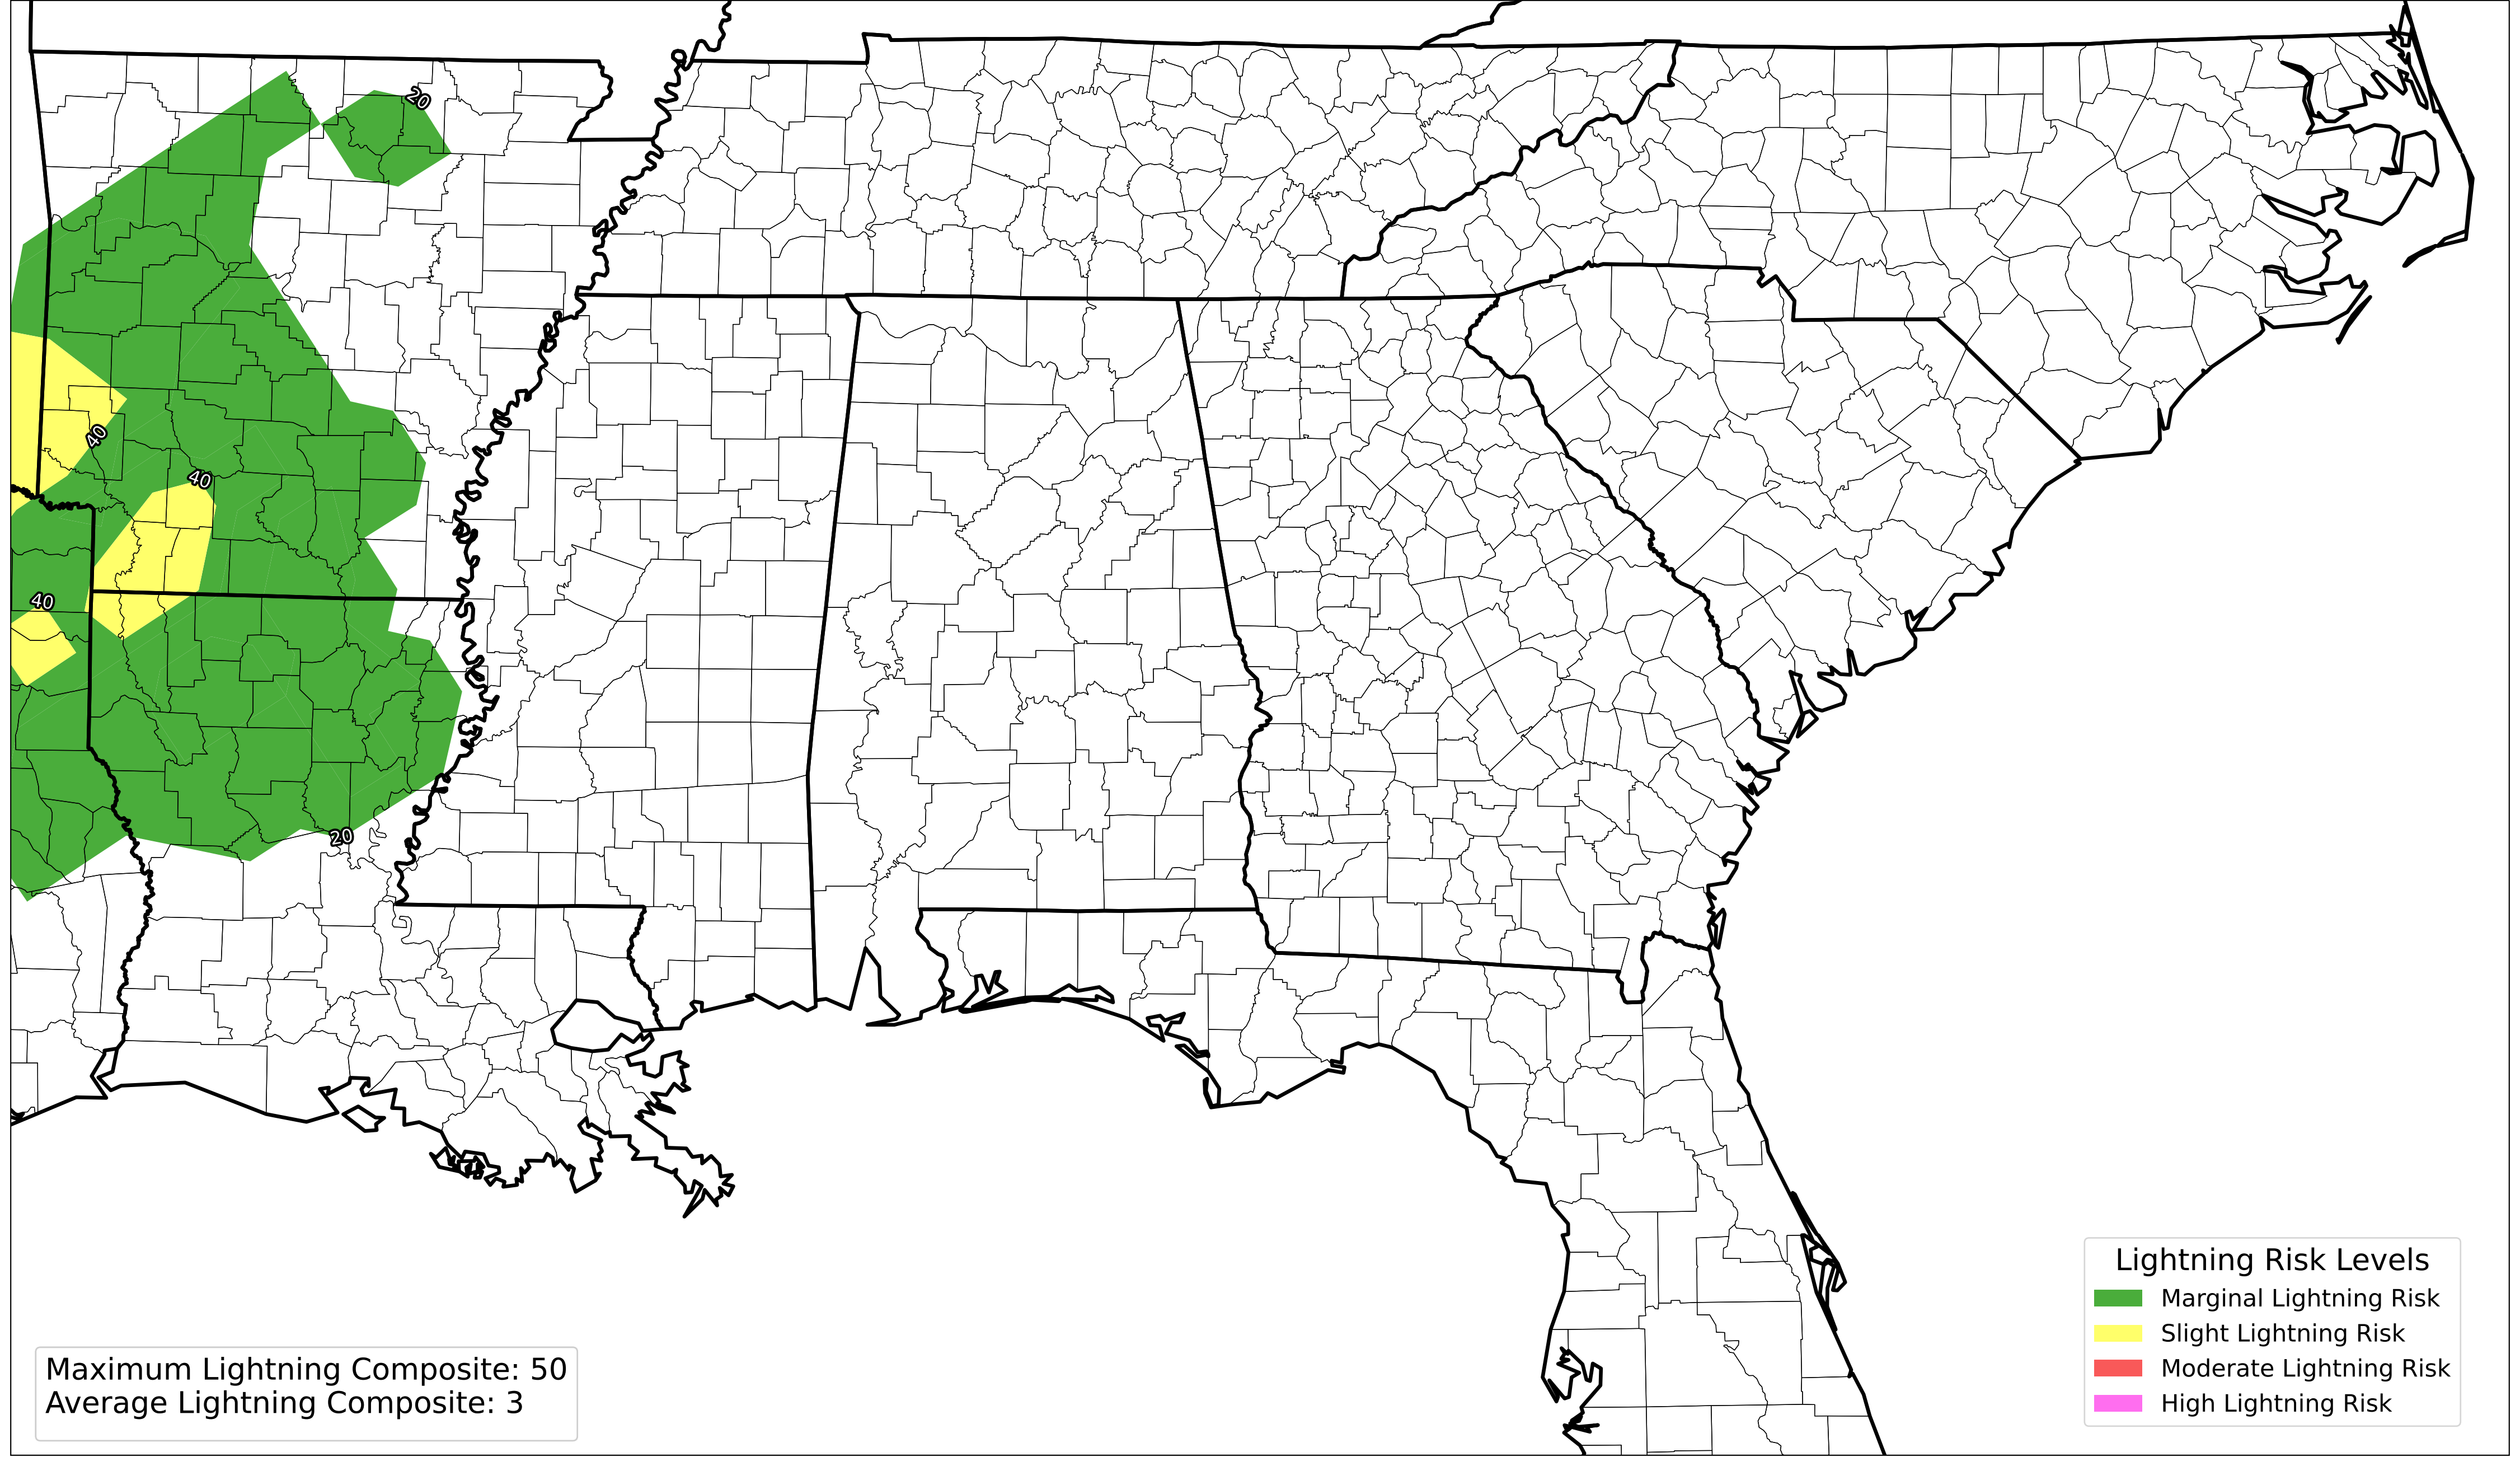 20
40
40
40
20
Lightning Risk Levels
Marginal Lightning Risk
Slight Lightning Risk
Moderate Lightning Risk
High Lightning Risk
Maximum Lightning Composite: 50
Average Lightning Composite: 3